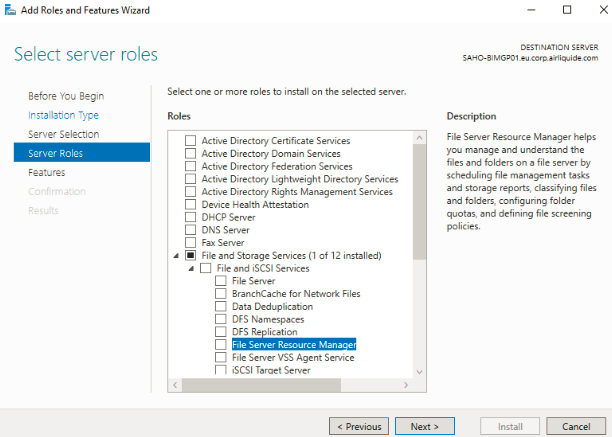 Add Roles and Features Wizard
Select server roles
DESTINATION SERVER
SAHO-BIMGP01.eu.corp.airliquide.com
Before You Begin
Installation Type
Server Selection
Server Roles
Features
Confirmation
Results
Select one or more roles to install on the selected server.
Roles
Active Directory Certificate Services
Active Directory Domain Services
Active Directory Federation Services
Active Directory Lightweight Directory Services
Active Directory Rights Management Services
Device Health Attestation
DHCP Server
DNS Server
Fax Server
File and Storage Services (1 of 12 installed)
File and iSCSI Services
File Server
BranchCache for Network Files
Data Deduplication
DFS Namespaces
DFS Replication
File Server Resource Manager
File Server VSS Agent Service
iSCSI Target Server
Description
File Server Resource Manager helps
you manage and understand the
files and folders on a file server by
scheduling file management tasks
and storage reports, classifying files
and folders, configuring folder
quotas, and defining file screening
policies.
< Previous
Next >
Install
Cancel